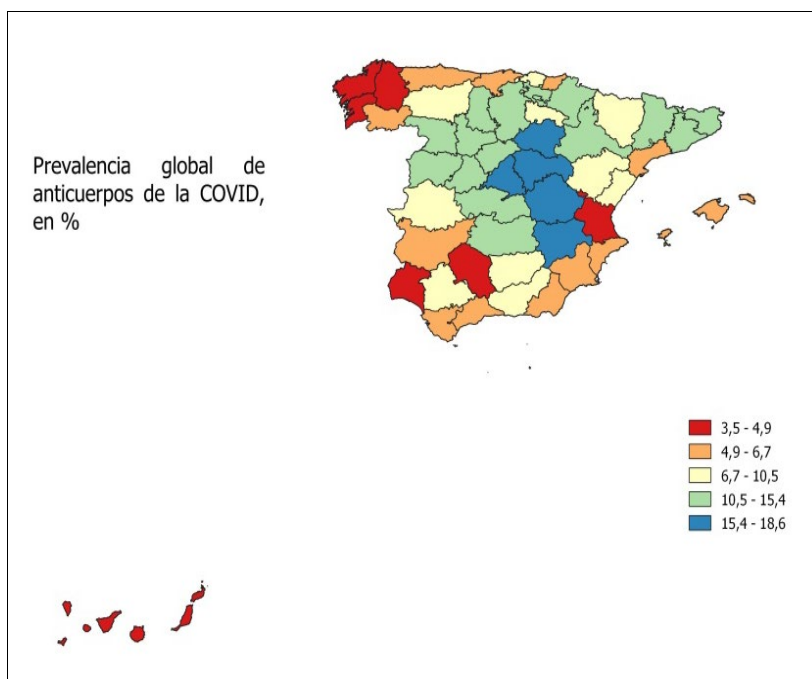 Prevalencia global de
anticuerpos de la COVID,
en %
3,5 - 4,9
4,9 - 6,7
6,7 - 10,5
10,5 - 15,4
15,4 - 18,6